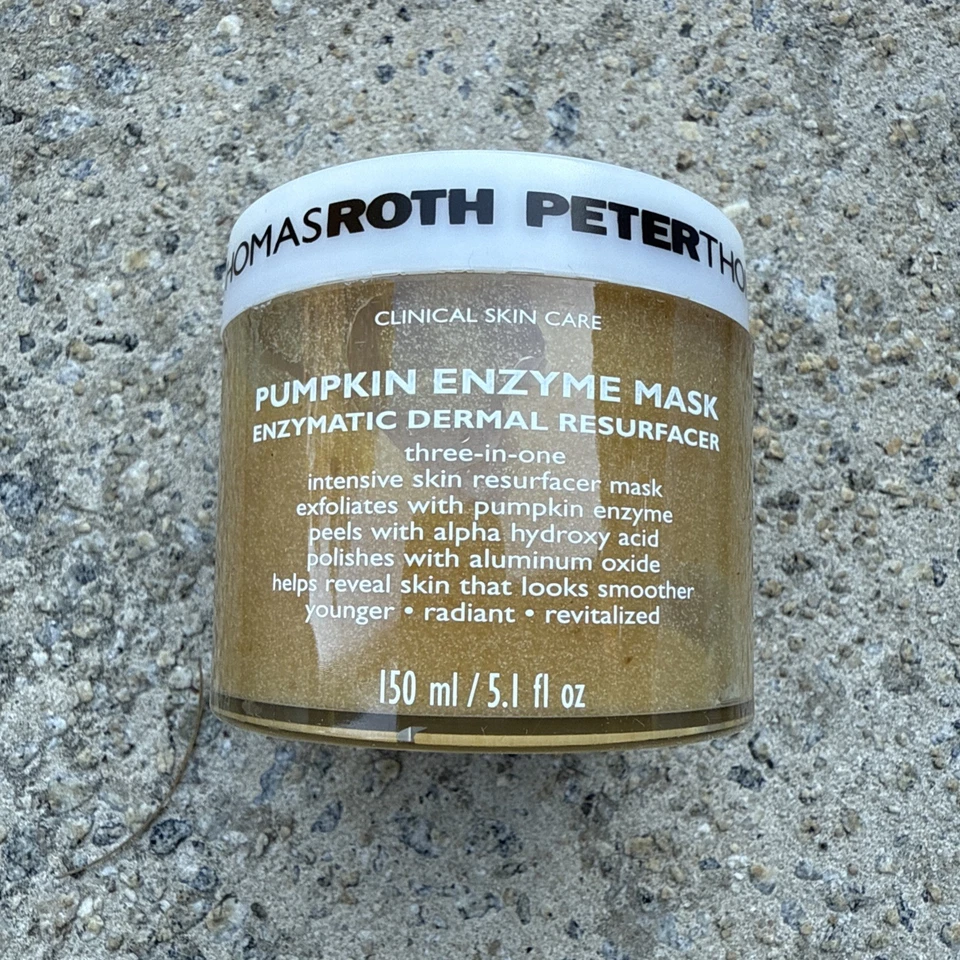 HOMASROTH PETERTHO
CLINICAL SKIN CARE
PUMPKIN ENZYME MASK
ENZYMATIC DERMAL RESURFACER
three-in-one
intensive skin resurfacer mask
exfoliates with pumpkin enzyme
peels with alpha hydroxy acid
polishes with aluminum oxide
helps reveal skin that looks smoother
younger • radiant • revitalized
150 ml / 5.1 fl oz